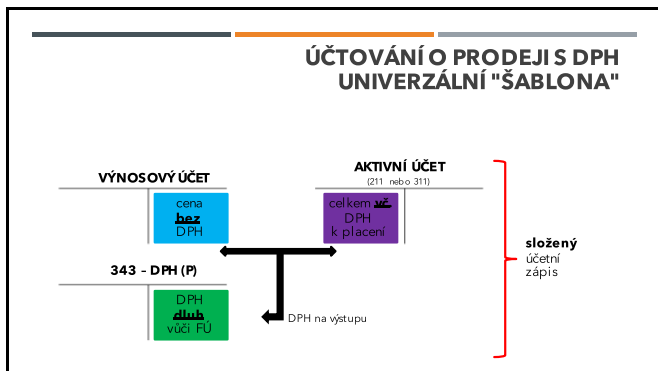 ÚČTOVÁNÍ O PRODEJI S DPH
UNIVERZÁLNÍ "ŠABLONA"
VÝNOSOVÝ ÚČET
cena
bez
DPH
AKTIVNÍ ÚČET
(211 nebo 311)
celkem vč.
DPH
k placení
343 – DPH (P)
DPH
dluh
vůči FÚ
DPH na výstupu
složený
účetní
zápis